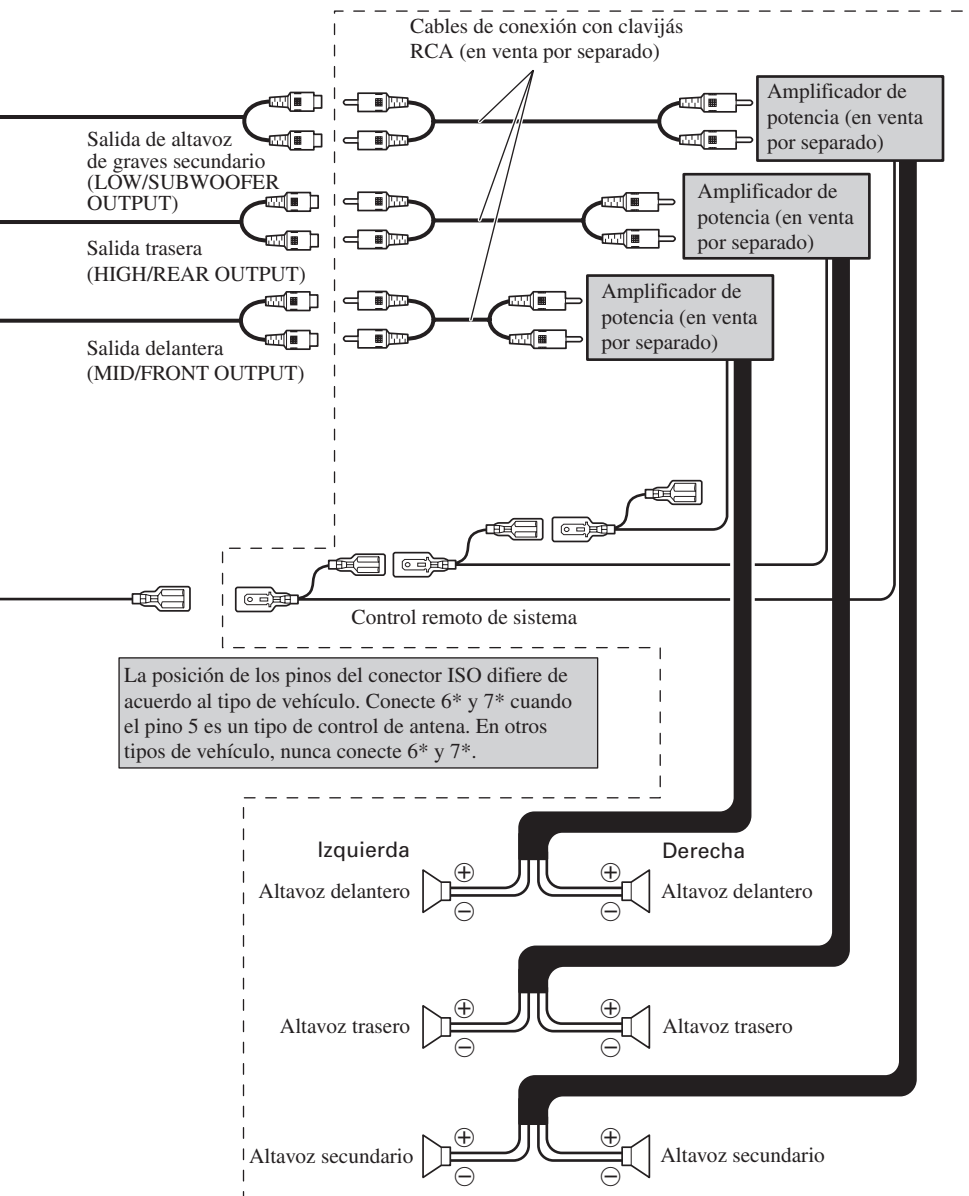 Cables de conexión con clavijás
RCA (en venta por separado)
Amplificador de
potencia (en venta
por separado)
Salida de altavoz
de graves secundario
(LOW/SUBWOOFER
OUTPUT)
Amplificador de
potencia (en venta
por separado)
Salida trasera
(HIGH/REAR OUTPUT)
Amplificador de
potencia (en venta
por separado)
Salida delantera
(MID/FRONT OUTPUT)
Control remoto de sistema
La posición de los pinos del conector ISO difiere de
acuerdo al tipo de vehículo. Conecte 6* y 7* cuando
el pino 5 es un tipo de control de antena. En otros
tipos de vehículo, nunca conecte 6* y 7*.
Izquierda
Derecha
Altavoz delantero
+
-
+
-
Altavoz delantero
Altavoz trasero
+
-
+
-
Altavoz trasero
Altavoz secundario
+
-
+
-
Altavoz secundario